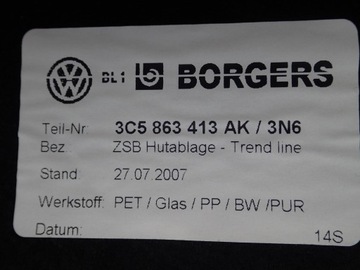 BL1 BORGERS
Teil-Nr: 3C5 863 413 AK / 3N6
Bez.: ZSB Hutablage - Trend line
Stand: 27.07.2007
Werkstoff: PET / Glas / PP / BW /PUR
Datum: 14S